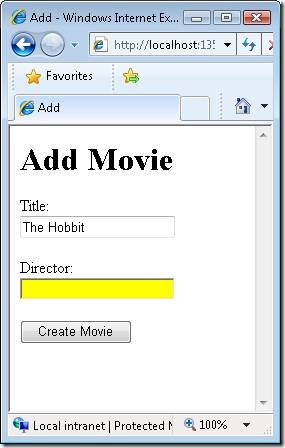 Add - Windows Internet Ex...
http://localhost:135
Favorites
Add
Add Movie
Title:
The Hobbit
Director:
Create Movie
Local intranet | Protected M
100%